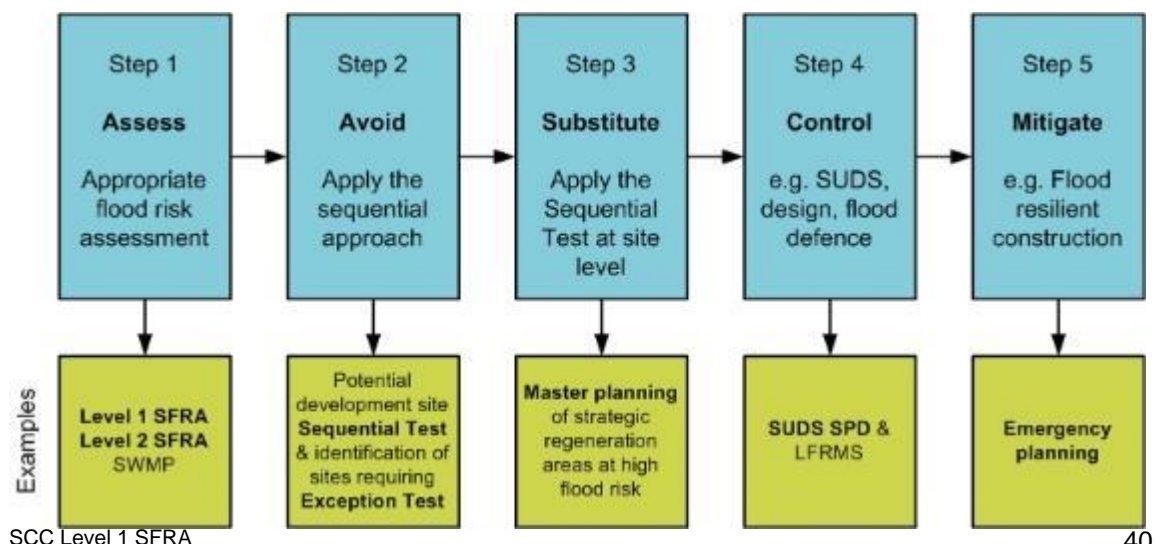 Step 1
Assess
Appropriate
flood risk
assessment
Step 2
Avoid
Apply the
sequential
approach
Step 3
Substitute
Apply the
Sequential
Test at site
level
Step 4
Control
e.g. SUDS,
design, flood
defence
Step 5
Mitigate
e.g. Flood
resilient
construction
Examples
Level 1 SFRA
Level 2 SFRA
SWMP
Potential
development site
Sequential Test
& identification of
sites requiring
Exception Test
Master planning
of strategic
regeneration
areas at high
flood risk
SUDS SPD &
LFRMS
Emergency
planning
SCC Level 1 SFRA
40